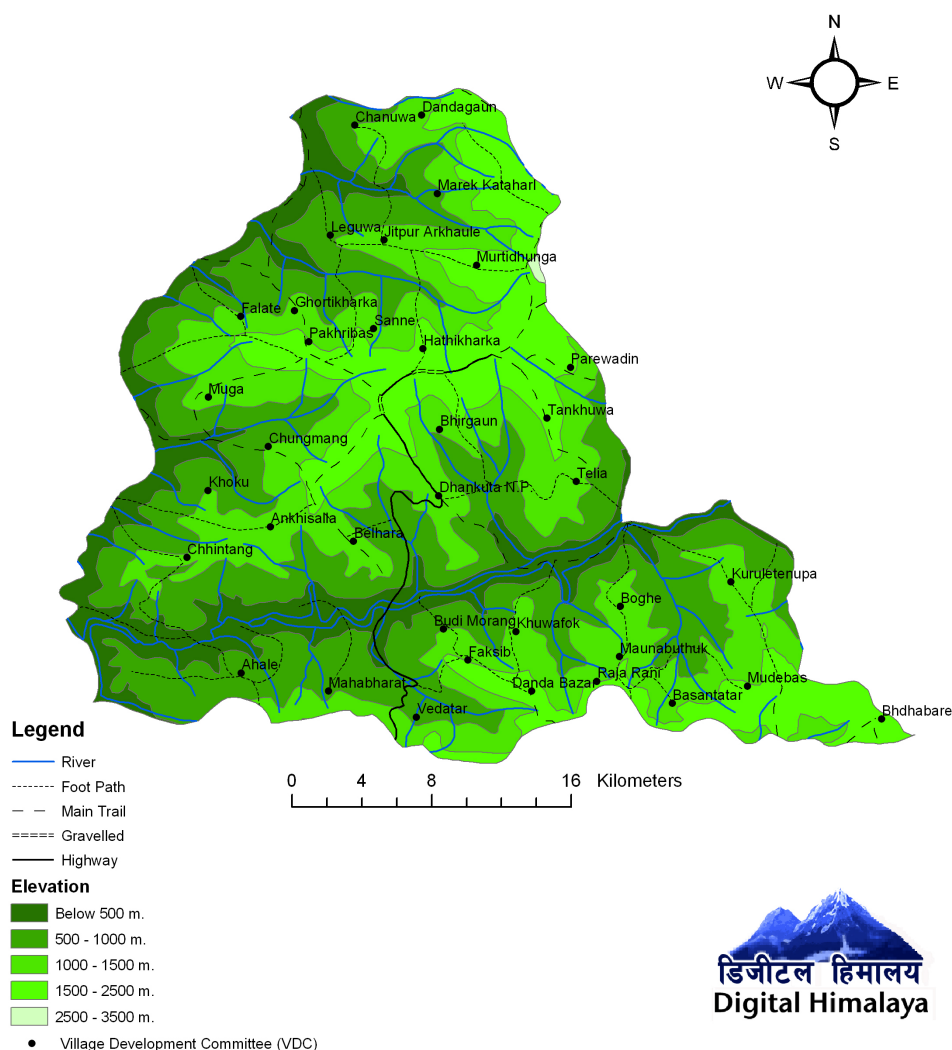 N
W E
S
Dandagaun
Chanuwa
Marek Kataharl
Leguwa
Jitpur Arkhaule
Murtidhunga
Ghortikharka
Falate
Sanne
Pakhribas
Hathikharka
Parewadin
Muga
Tankhuwa
Bhirgaun
Chungmang
Telia
Khoku
Dhankuta N.P.
Ankhisalla
Belhara
Chhintang
Kuruletenupa
Boghe
Budi Morang
Khuwafok
Maunabuthuk
Faksib
Ahale
Raja Rani
Mahabharat
Danda Bazar
Mudebas
Basantatar
Vedatar
Bhdhabare
Legend
River
Foot Path
Main Trail
Gravelled
Highway
0 4 8 16 Kilometers
Elevation
Below 500 m.
500 - 1000 m.
1000 - 1500 m.
1500 - 2500 m.
2500 - 3500 m.
Village Development Committee (VDC)
डिजीटल हिमालय
Digital Himalaya